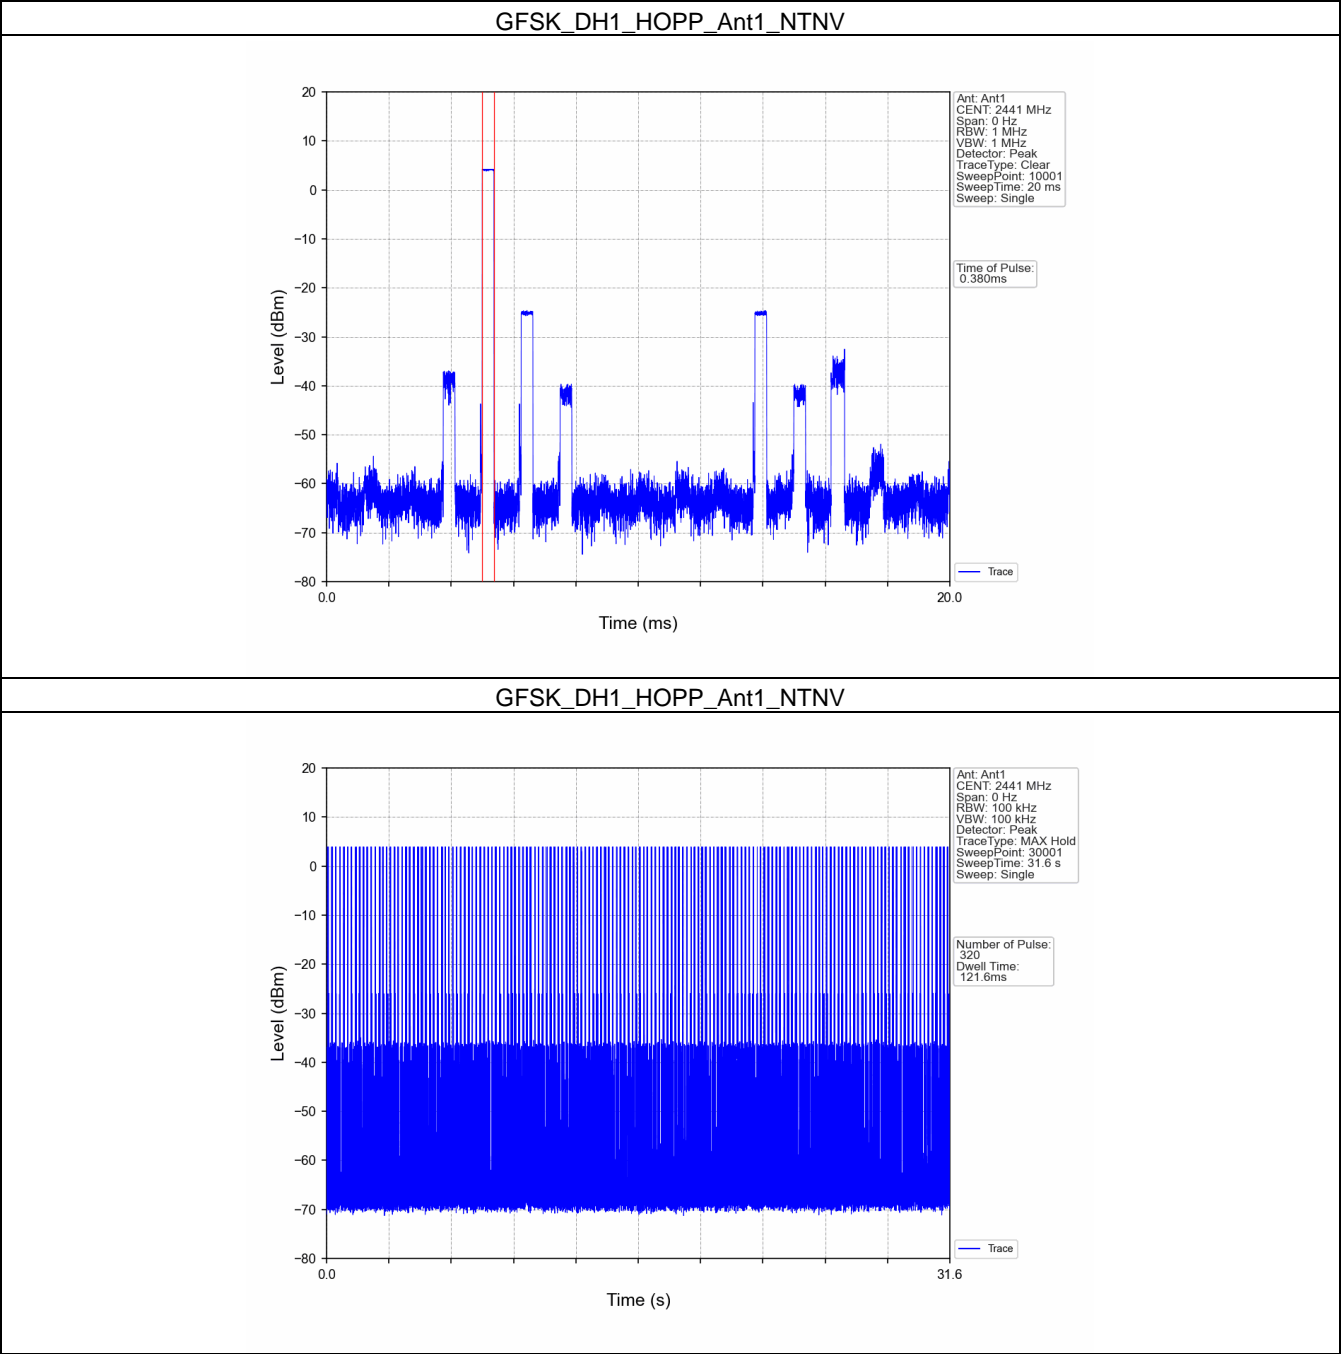 GFSK_DH1_HOPP_Ant1_NTNV
20
10
0
−10
−20
−30
−40
−50
−60
−70
−80
0.0
20.0
Level (dBm)
Time (ms)
Ant: Ant1
CENT: 2441 MHz
Span: 0 Hz
RBW: 1 MHz
VBW: 1 MHz
Detector: Peak
TraceType: Clear
SweepPoint: 10001
SweepTime: 20 ms
Sweep: Single
Time of Pulse:
0.380ms
Trace
GFSK_DH1_HOPP_Ant1_NTNV
20
10
0
−10
−20
−30
−40
−50
−60
−70
−80
0.0
31.6
Level (dBm)
Time (s)
Ant: Ant1
CENT: 2441 MHz
Span: 0 Hz
RBW: 100 kHz
VBW: 100 kHz
Detector: Peak
TraceType: MAX Hold
SweepPoint: 30001
SweepTime: 31.6 s
Sweep: Single
Number of Pulse:
320
Dwell Time:
121.6ms
Trace